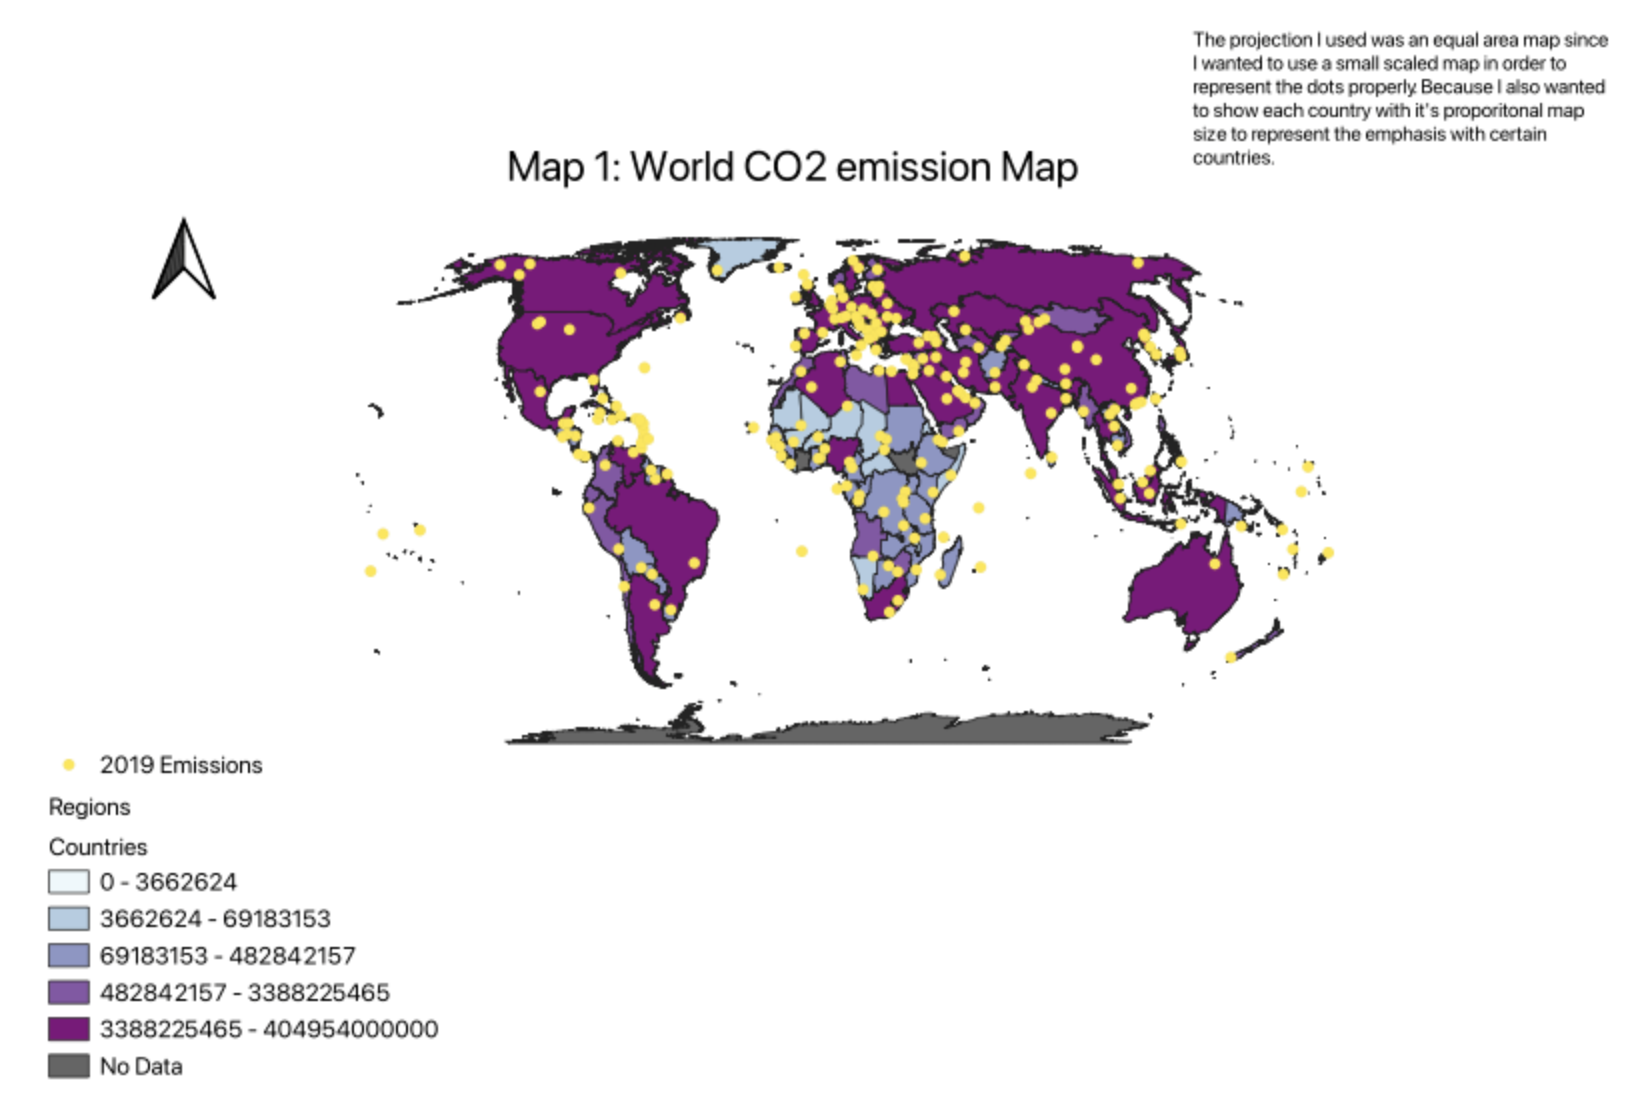 The projection I used was an equal area map since
I wanted to use a small scaled map in order to
represent the dots properly. Because I also wanted
to show each country with it's proporitonal map
size to represent the emphasis with certain
countries.
Map 1: World CO2 emission Map
2019 Emissions
Regions
Countries
0 - 3662624
3662624 - 69183153
69183153 - 482842157
482842157 - 3388225465
3388225465 - 404954000000
No Data